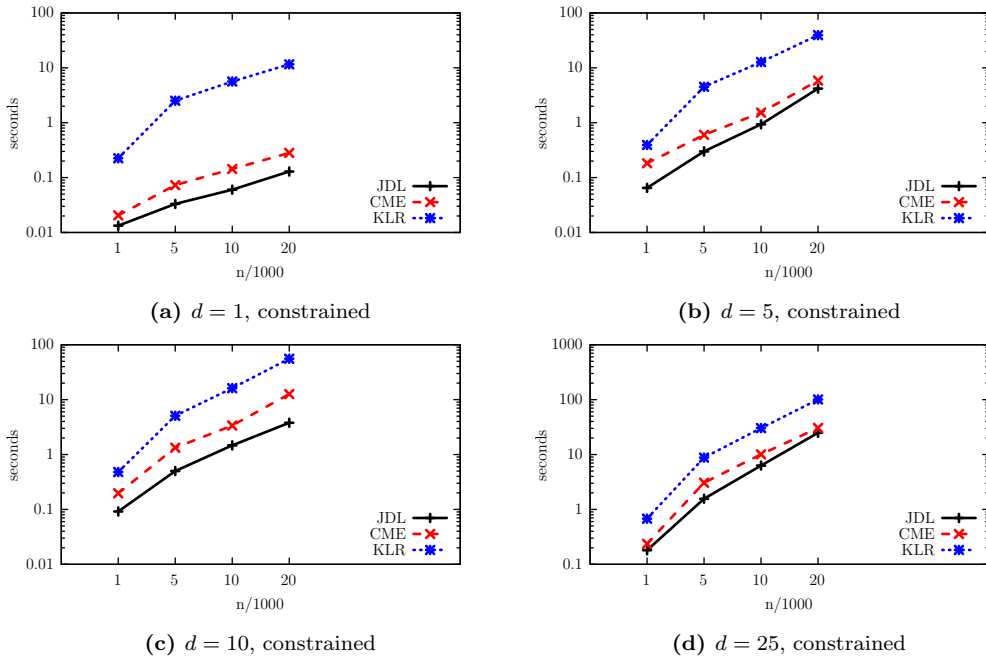 100
10
1
0.1
0.01
seconds
1 5 10 20
n/1000
JDL
CME
KLR
(a) d = 1, constrained
100
10
1
0.1
0.01
seconds
1 5 10 20
n/1000
JDL
CME
KLR
(b) d = 5, constrained
100
10
1
0.1
0.01
seconds
1 5 10 20
n/1000
JDL
CME
KLR
(c) d = 10, constrained
1000
100
10
1
0.1
seconds
1 5 10 20
n/1000
JDL
CME
KLR
(d) d = 25, constrained